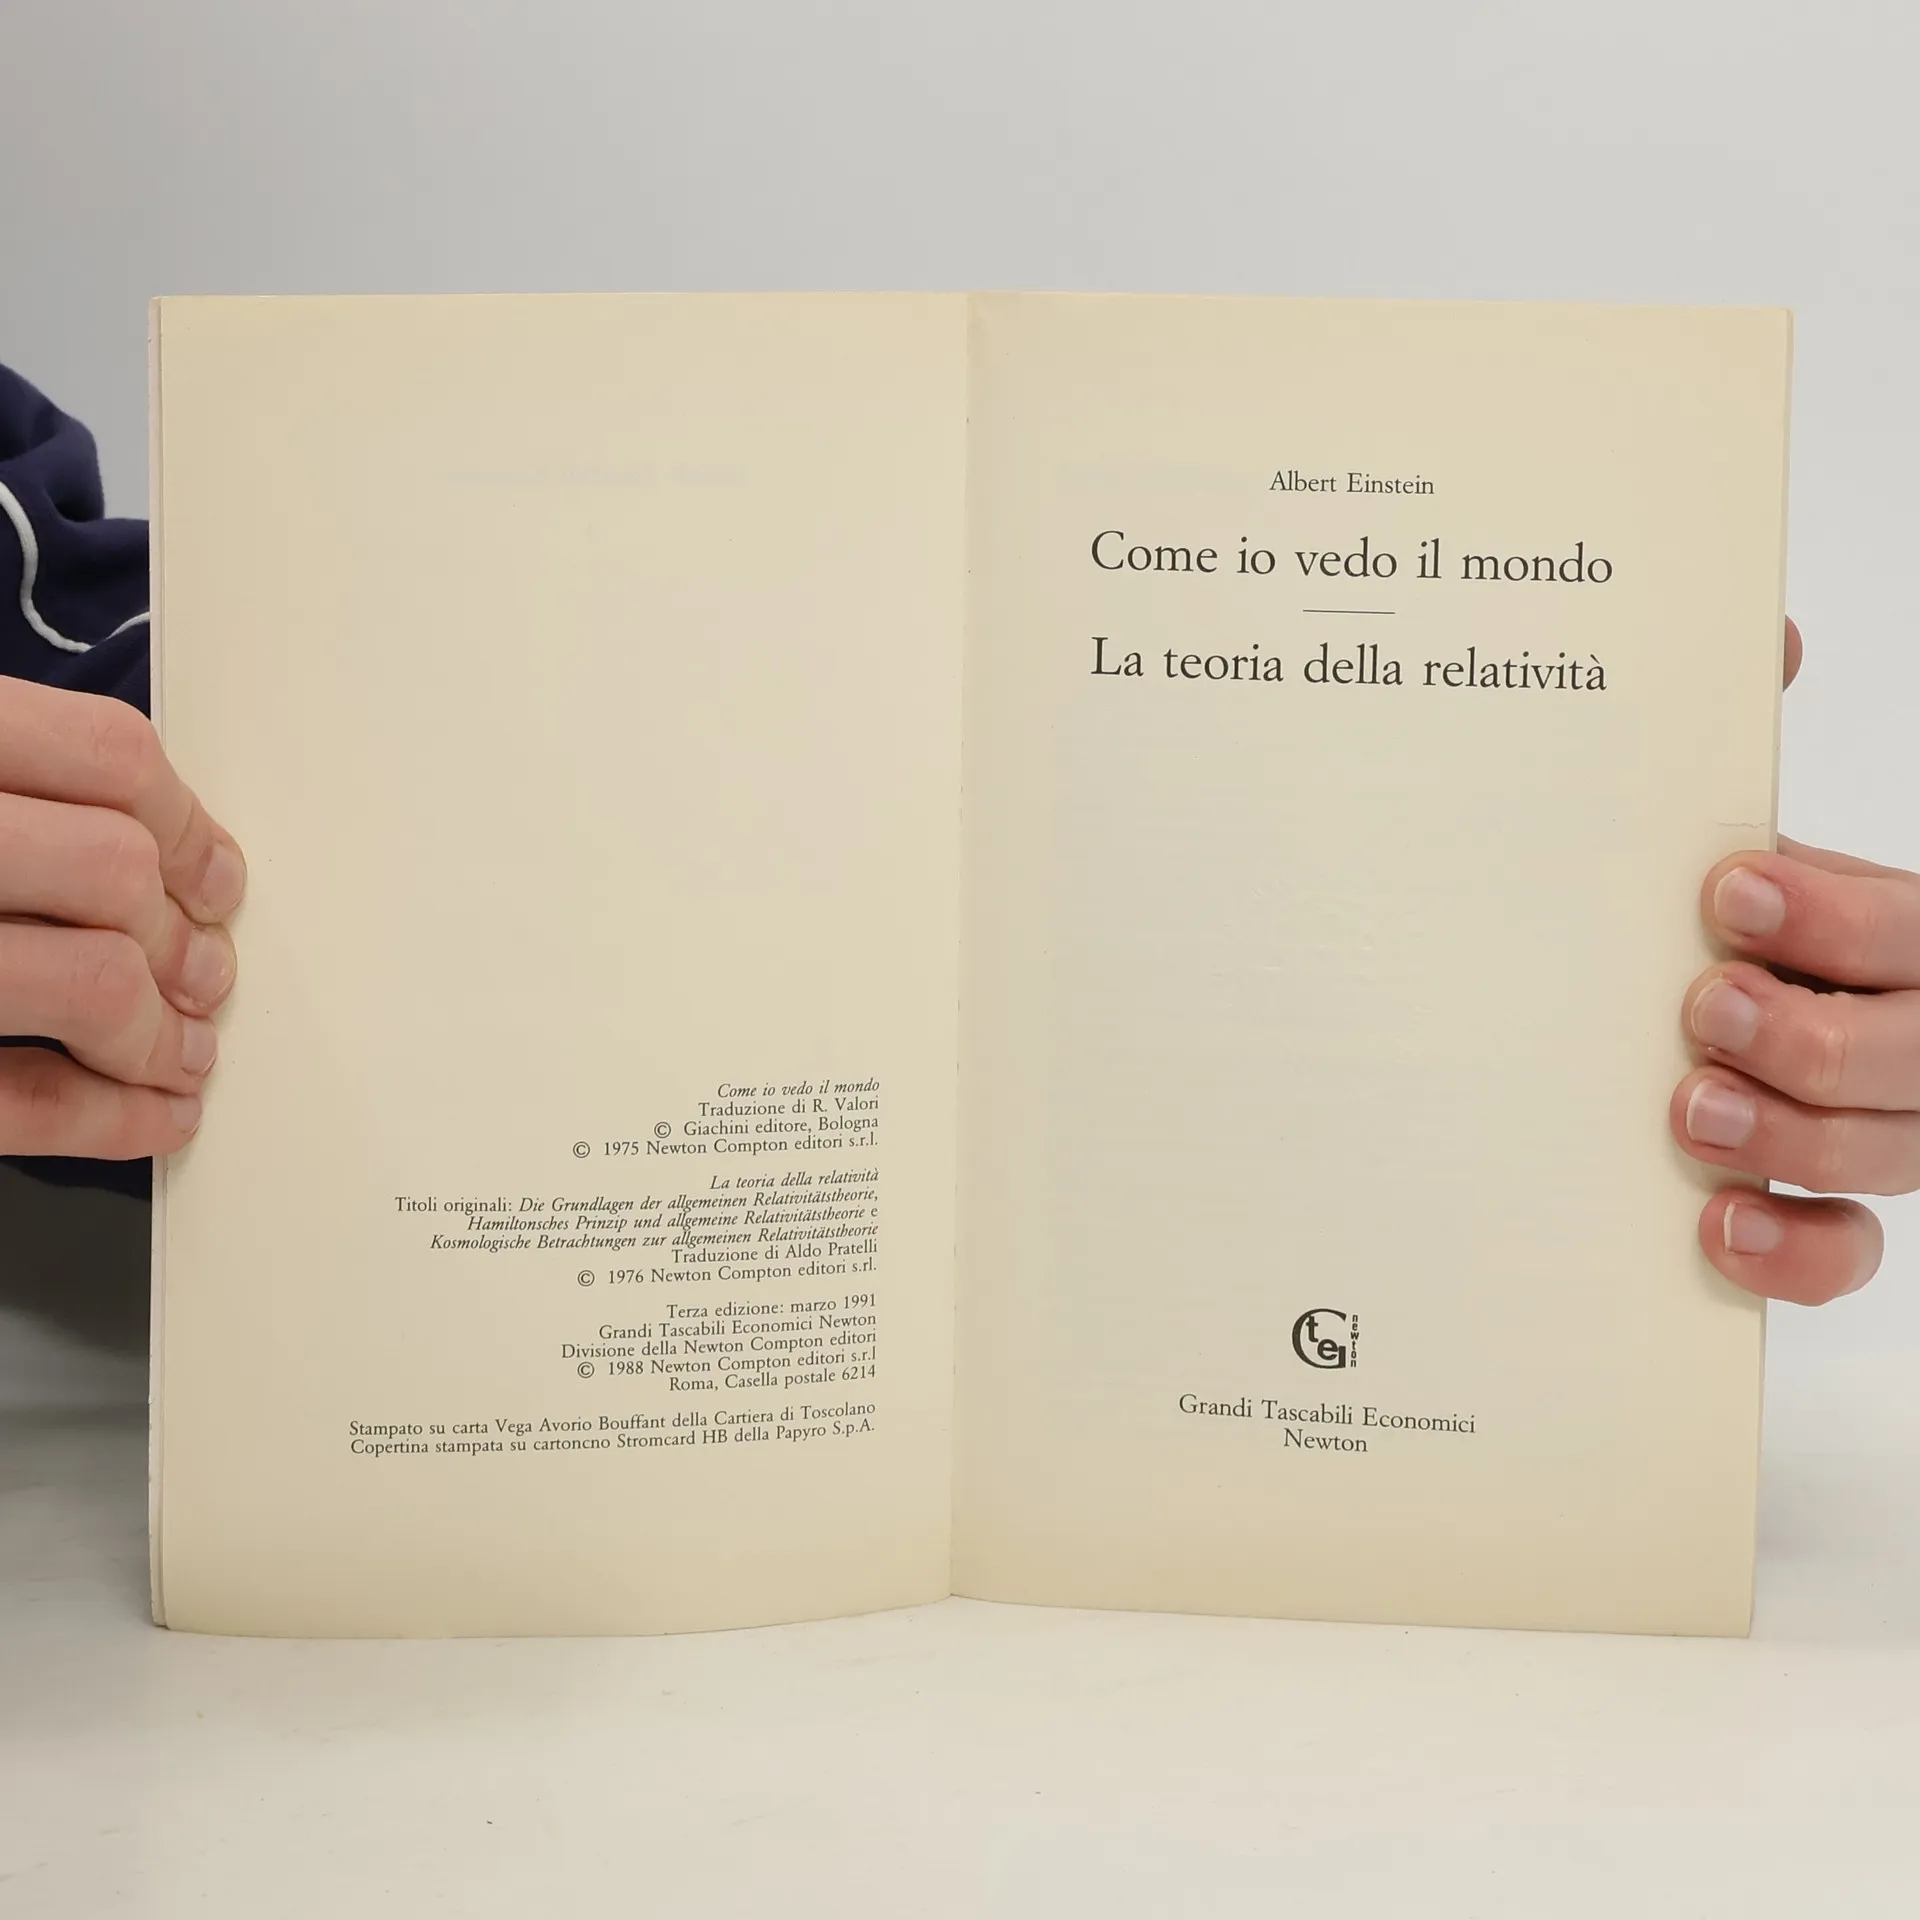 Come io vedo il mondo
Traduzione di R. Valori
© Giachini editore, Bologna
© 1975 Newton Compton editori s.r.l.
La teoria della relatività
Titoli originali: Die Grundlagen der allgemeinen Relativitätstheorie,
Hamiltonsches Prinzip und allgemeine Relativitätstheorie e
Kosmologische Betrachtungen zur allgemeinen Relativitätstheorie
Traduzione di Aldo Pratelli
© 1976 Newton Compton editori s.rl.
Terza edizione: marzo 1991
Grandi Tascabili Economici Newton
Divisione della Newton Compton editori
© 1988 Newton Compton editori s.r.l
Roma, Casella postale 6214
Stampato su carta Vega Avorio Bouffant della Cartiera di Toscolano
Copertina stampata su cartoncno Stromcard HB della Papyro S.p.A.
Albert Einstein
Come io vedo il mondo
La teoria della relatività
Gte newton
Grandi Tascabili Economici
Newton